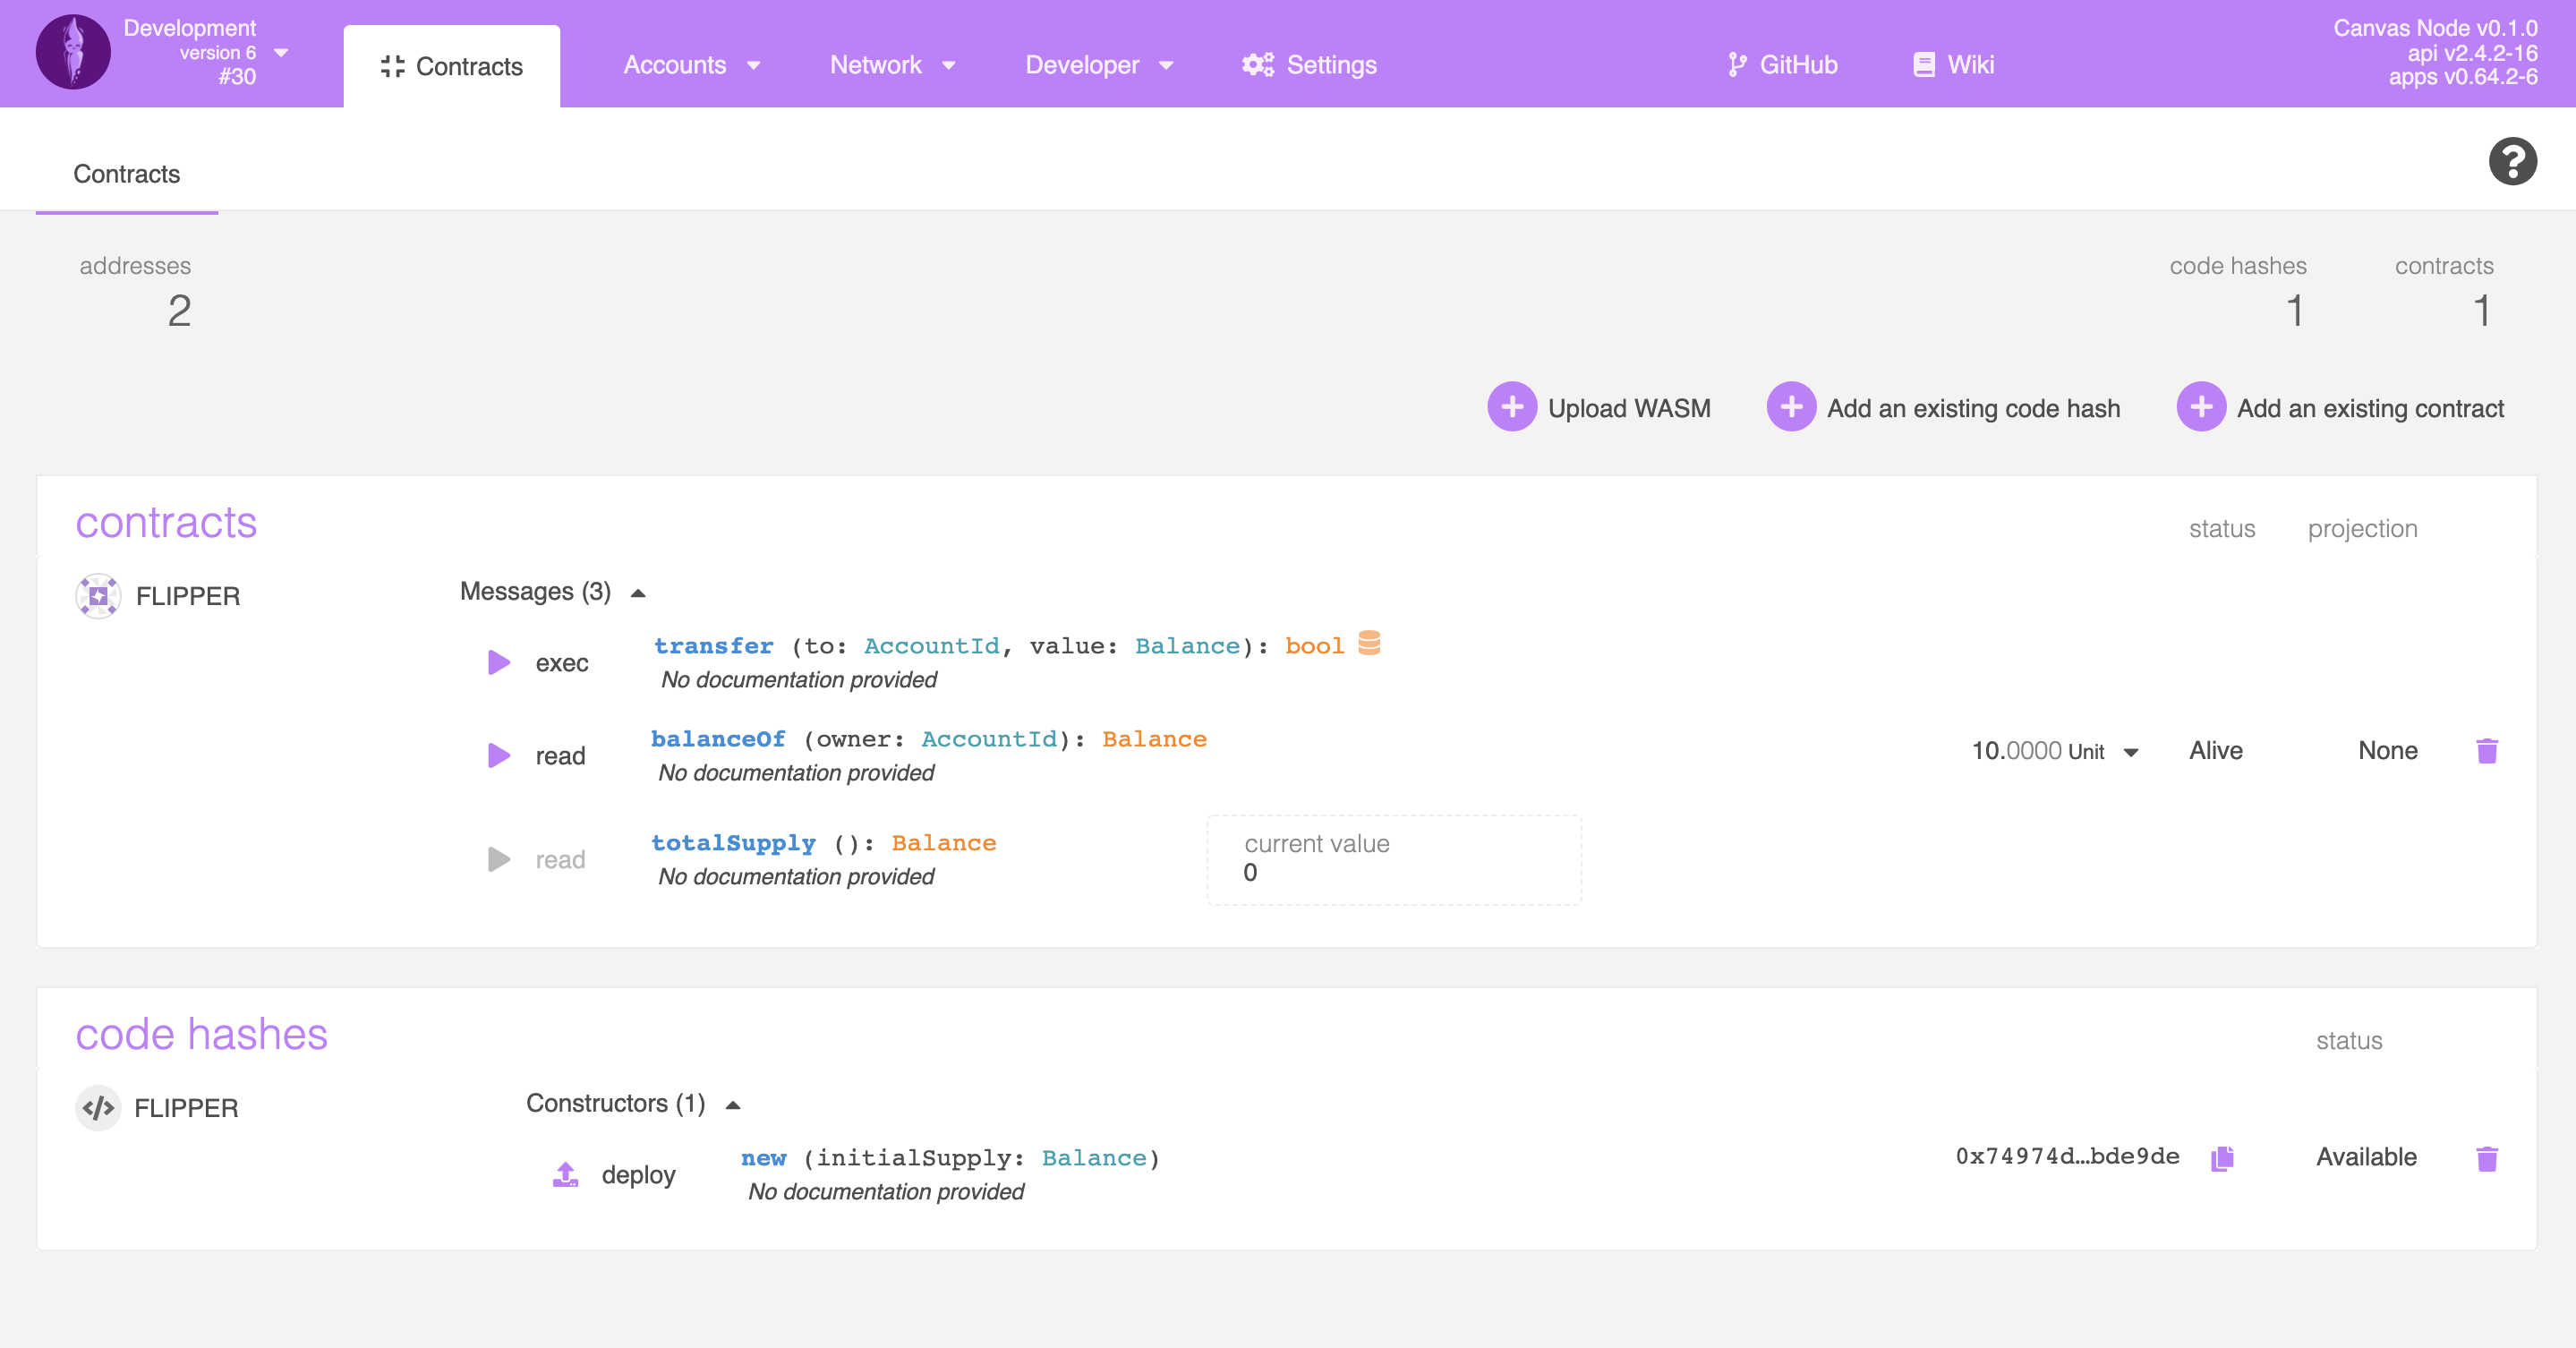 Development
version 6
#30
Contracts
Accounts
Network
Developer
Settings
GitHub
Wiki
Canvas Node v0.1.0
api v2.4.2-16
apps v0.64.2-6
Contracts
addresses
2
code hashes
1
contracts
1
Upload WASM
Add an existing code hash
Add an existing contract
contracts
status
projection
FLIPPER
Messages (3)
exec
transfer (to: AccountId, value: Balance): bool
No documentation provided
read
balanceOf (owner: AccountId): Balance
No documentation provided
10.0000 Unit
Alive
None
read
totalSupply (): Balance
No documentation provided
current value
0
code hashes
status
FLIPPER
Constructors (1)
deploy
new (initialSupply: Balance)
No documentation provided
0x74974d…bde9de
Available